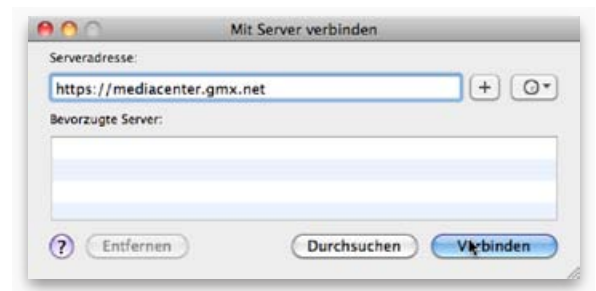 Mit Server verbinden
Serveradresse:
https://mediacenter.gmx.net
+
Bevorzugte Server:
? Entfernen Durchsuchen Verbinden